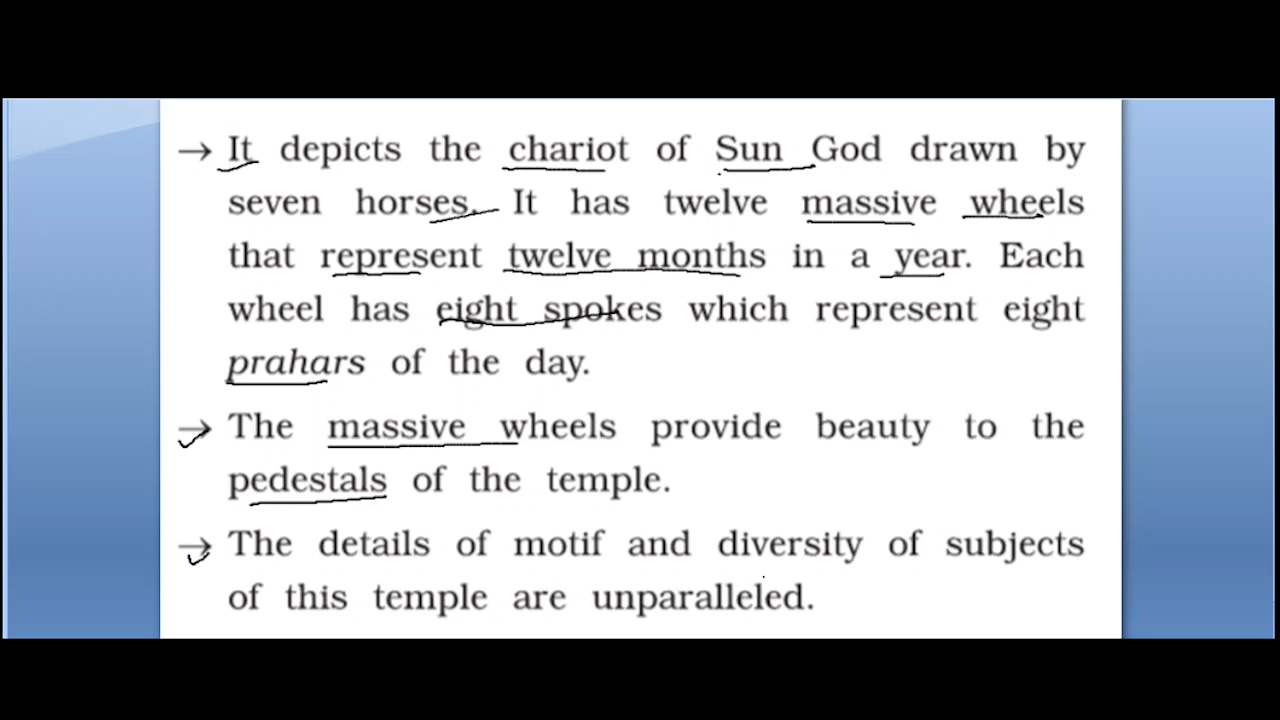 → It depicts the chariot of Sun God drawn by
seven horses. It has twelve massive wheels
that represent twelve months in a year. Each
wheel has eight spokes which represent eight
prahars of the day.
→ The massive wheels provide beauty to the
pedestals of the temple.
→ The details of motif and diversity of subjects
of this temple are unparalleled.